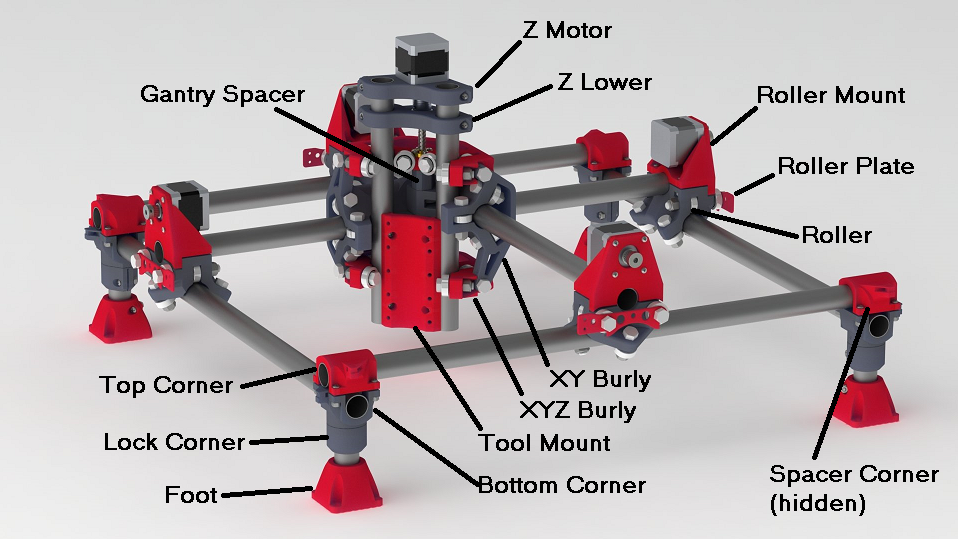 Z Motor
Z Lower
Gantry Spacer
Roller Mount
Roller Plate
Roller
XY Burly
XYZ Burly
Top Corner
Lock Corner
Tool Mount
Foot
Bottom Corner
Spacer Corner
(hidden)